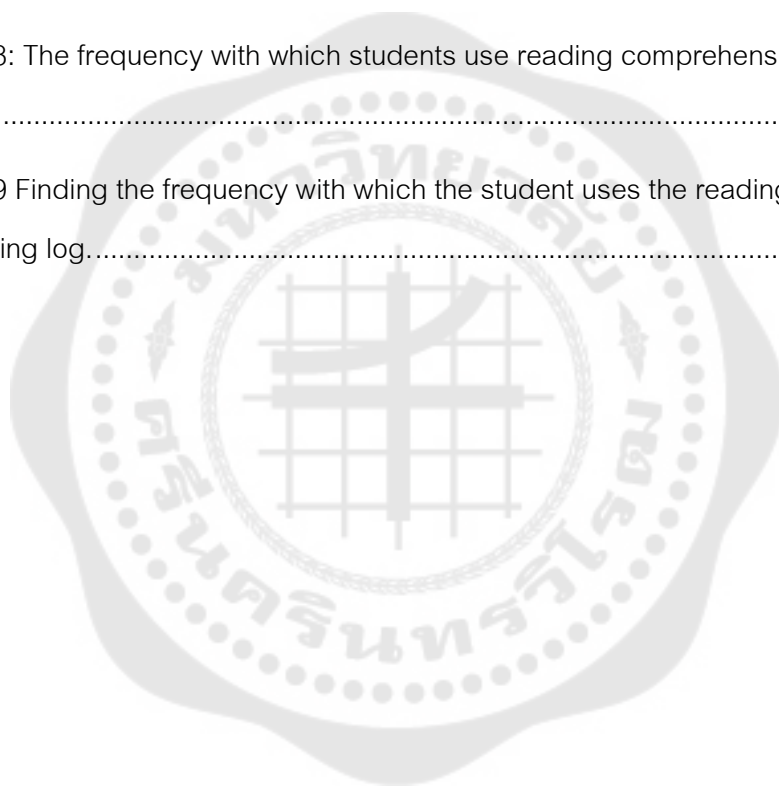 8: The frequency with which students use reading comprehens
................................................................................................
9 Finding the frequency with which the student uses the reading
ing log.....................................................................................
มหาวิทยาลัย
ศรีนครินทรวิโรฒ